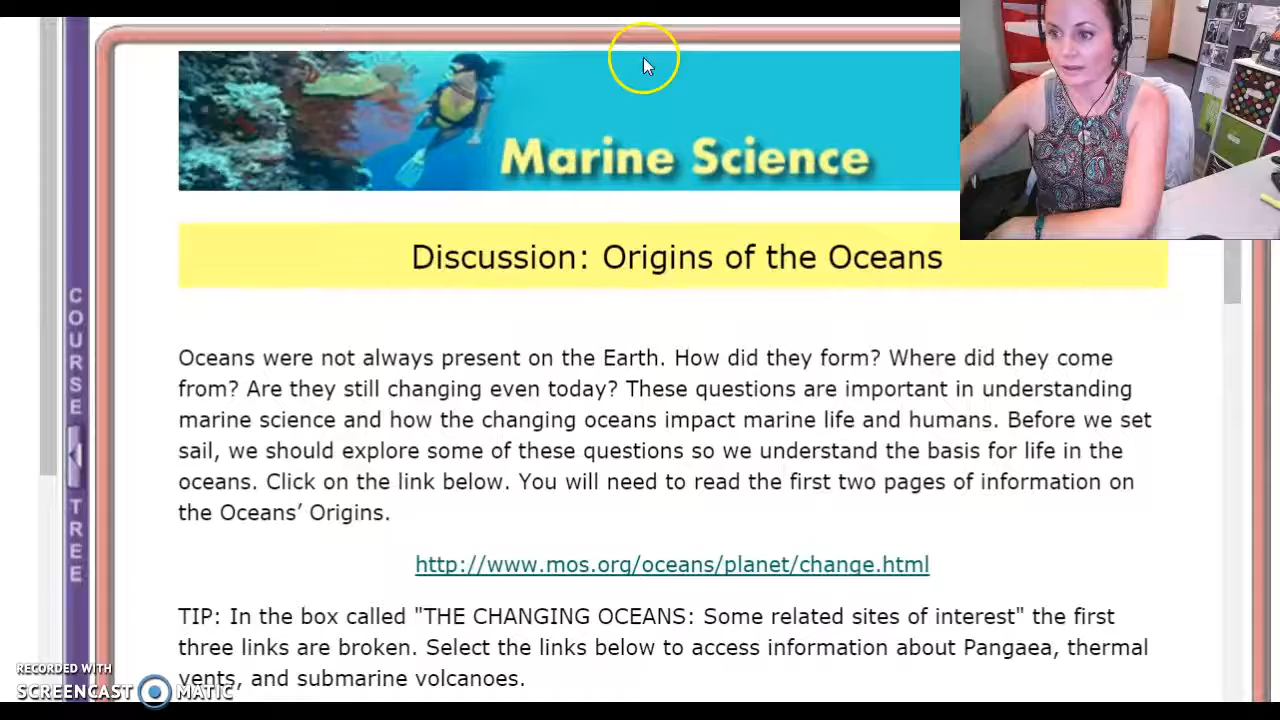 Marine Science
Discussion: Origins of the Oceans
Oceans were not always present on the Earth. How did they form? Where did they come
from? Are they still changing even today? These questions are important in understanding
marine science and how the changing oceans impact marine life and humans. Before we set
sail, we should explore some of these questions so we understand the basis for life in the
oceans. Click on the link below. You will need to read the first two pages of information on
the Oceans’ Origins.
http://www.mos.org/oceans/planet/change.html
TIP: In the box called "THE CHANGING OCEANS: Some related sites of interest" the first
three links are broken. Select the links below to access information about Pangaea, thermal
vents, and submarine volcanoes.
COURSE TREE
RECORDED WITH
SCREENCAST MATIC